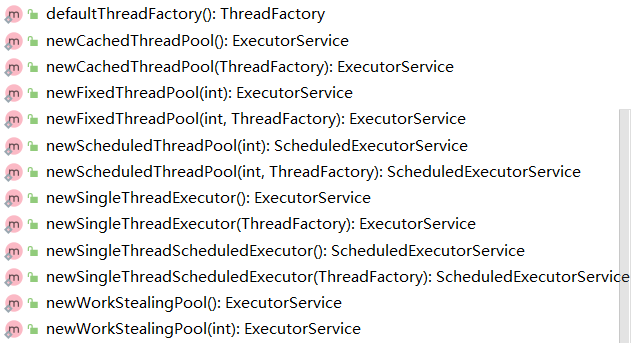 defaultThreadFactory(): ThreadFactory
newCachedThreadPool(): ExecutorService
newCachedThreadPool(ThreadFactory): ExecutorService
newFixedThreadPool(int): ExecutorService
newFixedThreadPool(int, ThreadFactory): ExecutorService
newScheduledThreadPool(int): ScheduledExecutorService
newScheduledThreadPool(int, ThreadFactory): ScheduledExecutorService
newSingleThreadExecutor(): ExecutorService
newSingleThreadExecutor(ThreadFactory): ExecutorService
newSingleThreadScheduledExecutor(): ScheduledExecutorService
newSingleThreadScheduledExecutor(ThreadFactory): ScheduledExecutorService
newWorkStealingPool(): ExecutorService
newWorkStealingPool(int): ExecutorService